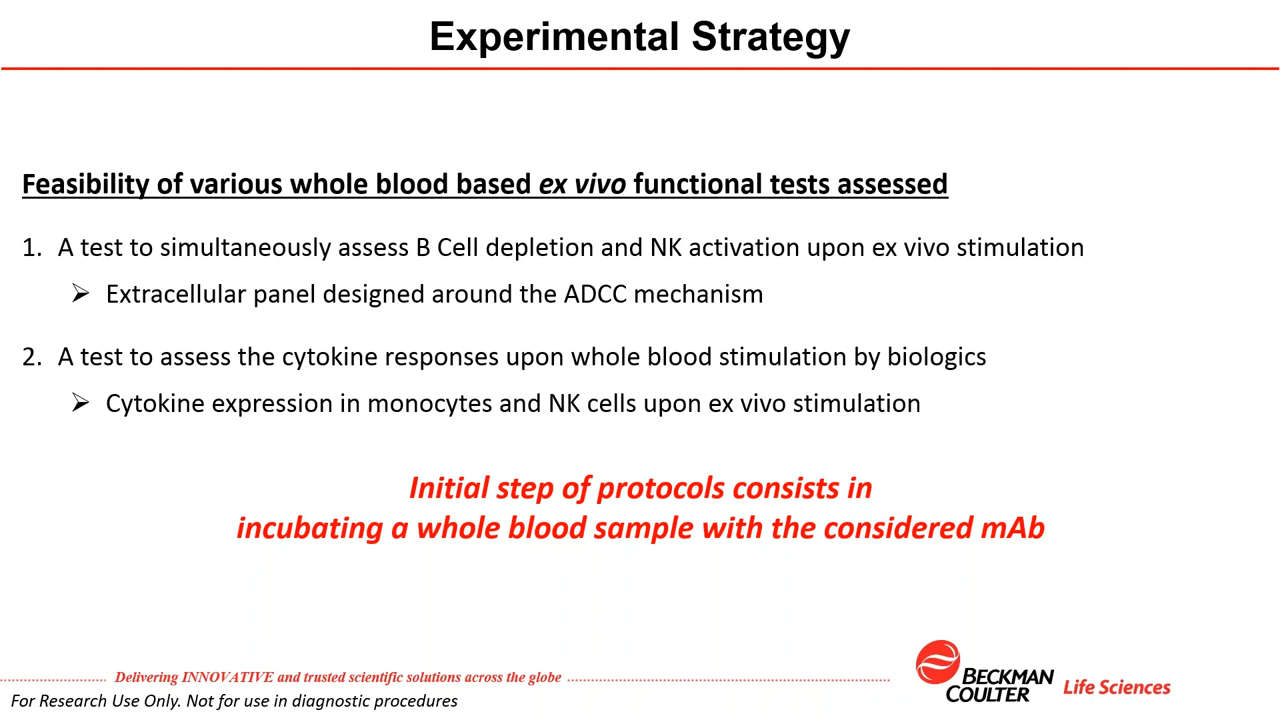 Experimental Strategy
Feasibility of various whole blood based ex vivo functional tests assessed
1. A test to simultaneously assess B Cell depletion and NK activation upon ex vivo stimulation
➢ Extracellular panel designed around the ADCC mechanism
2. A test to assess the cytokine responses upon whole blood stimulation by biologics
➢ Cytokine expression in monocytes and NK cells upon ex vivo stimulation
Initial step of protocols consists in
incubating a whole blood sample with the considered mAb
Delivering INNOVATIVE and trusted scientific solutions across the globe
For Research Use Only. Not for use in diagnostic procedures
BECKMAN
COULTER
Life Sciences